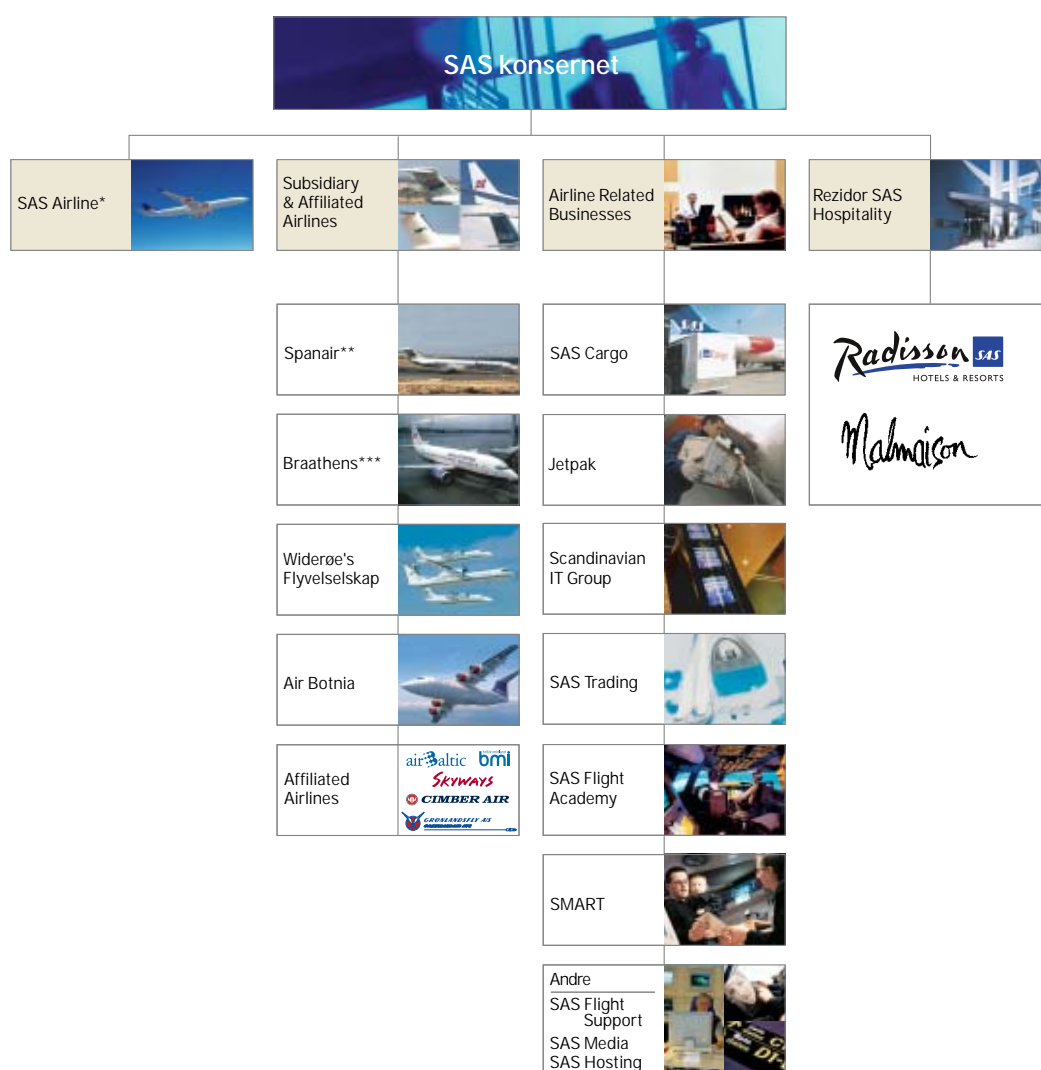 SAS konsernet
SAS Airline*
Subsidiary
& Affiliated
Airlines
Airline Related
Businesses
Rezidor SAS
Hospitality
Spanair**
Braathens***
Widerøe's
Flyvelselskap
Air Botnia
Affiliated
Airlines
airBaltic
bmi
SKYWAYS
CIMBER AIR
GRØNLANDSFLY A/S
SAS Cargo
Jetpak
Scandinavian
IT Group
SAS Trading
SAS Flight
Academy
SMART
Andre
SAS Flight
Support
SAS Media
SAS Hosting
Radisson SAS
HOTELS & RESORTS
Malmaison